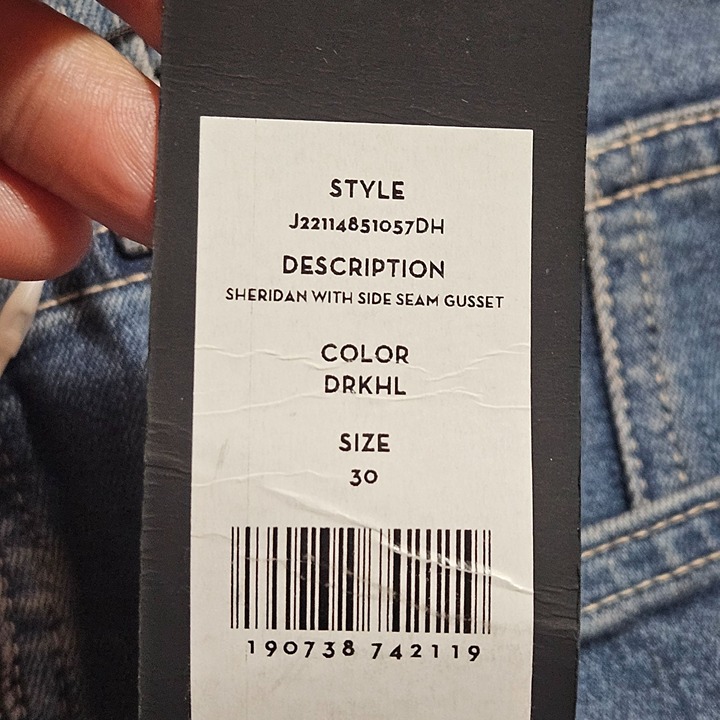 STYLE
J22114851057DH
DESCRIPTION
SHERIDAN WITH SIDE SEAM GUSSET
COLOR
DRKHL
SIZE
30
190738 742119